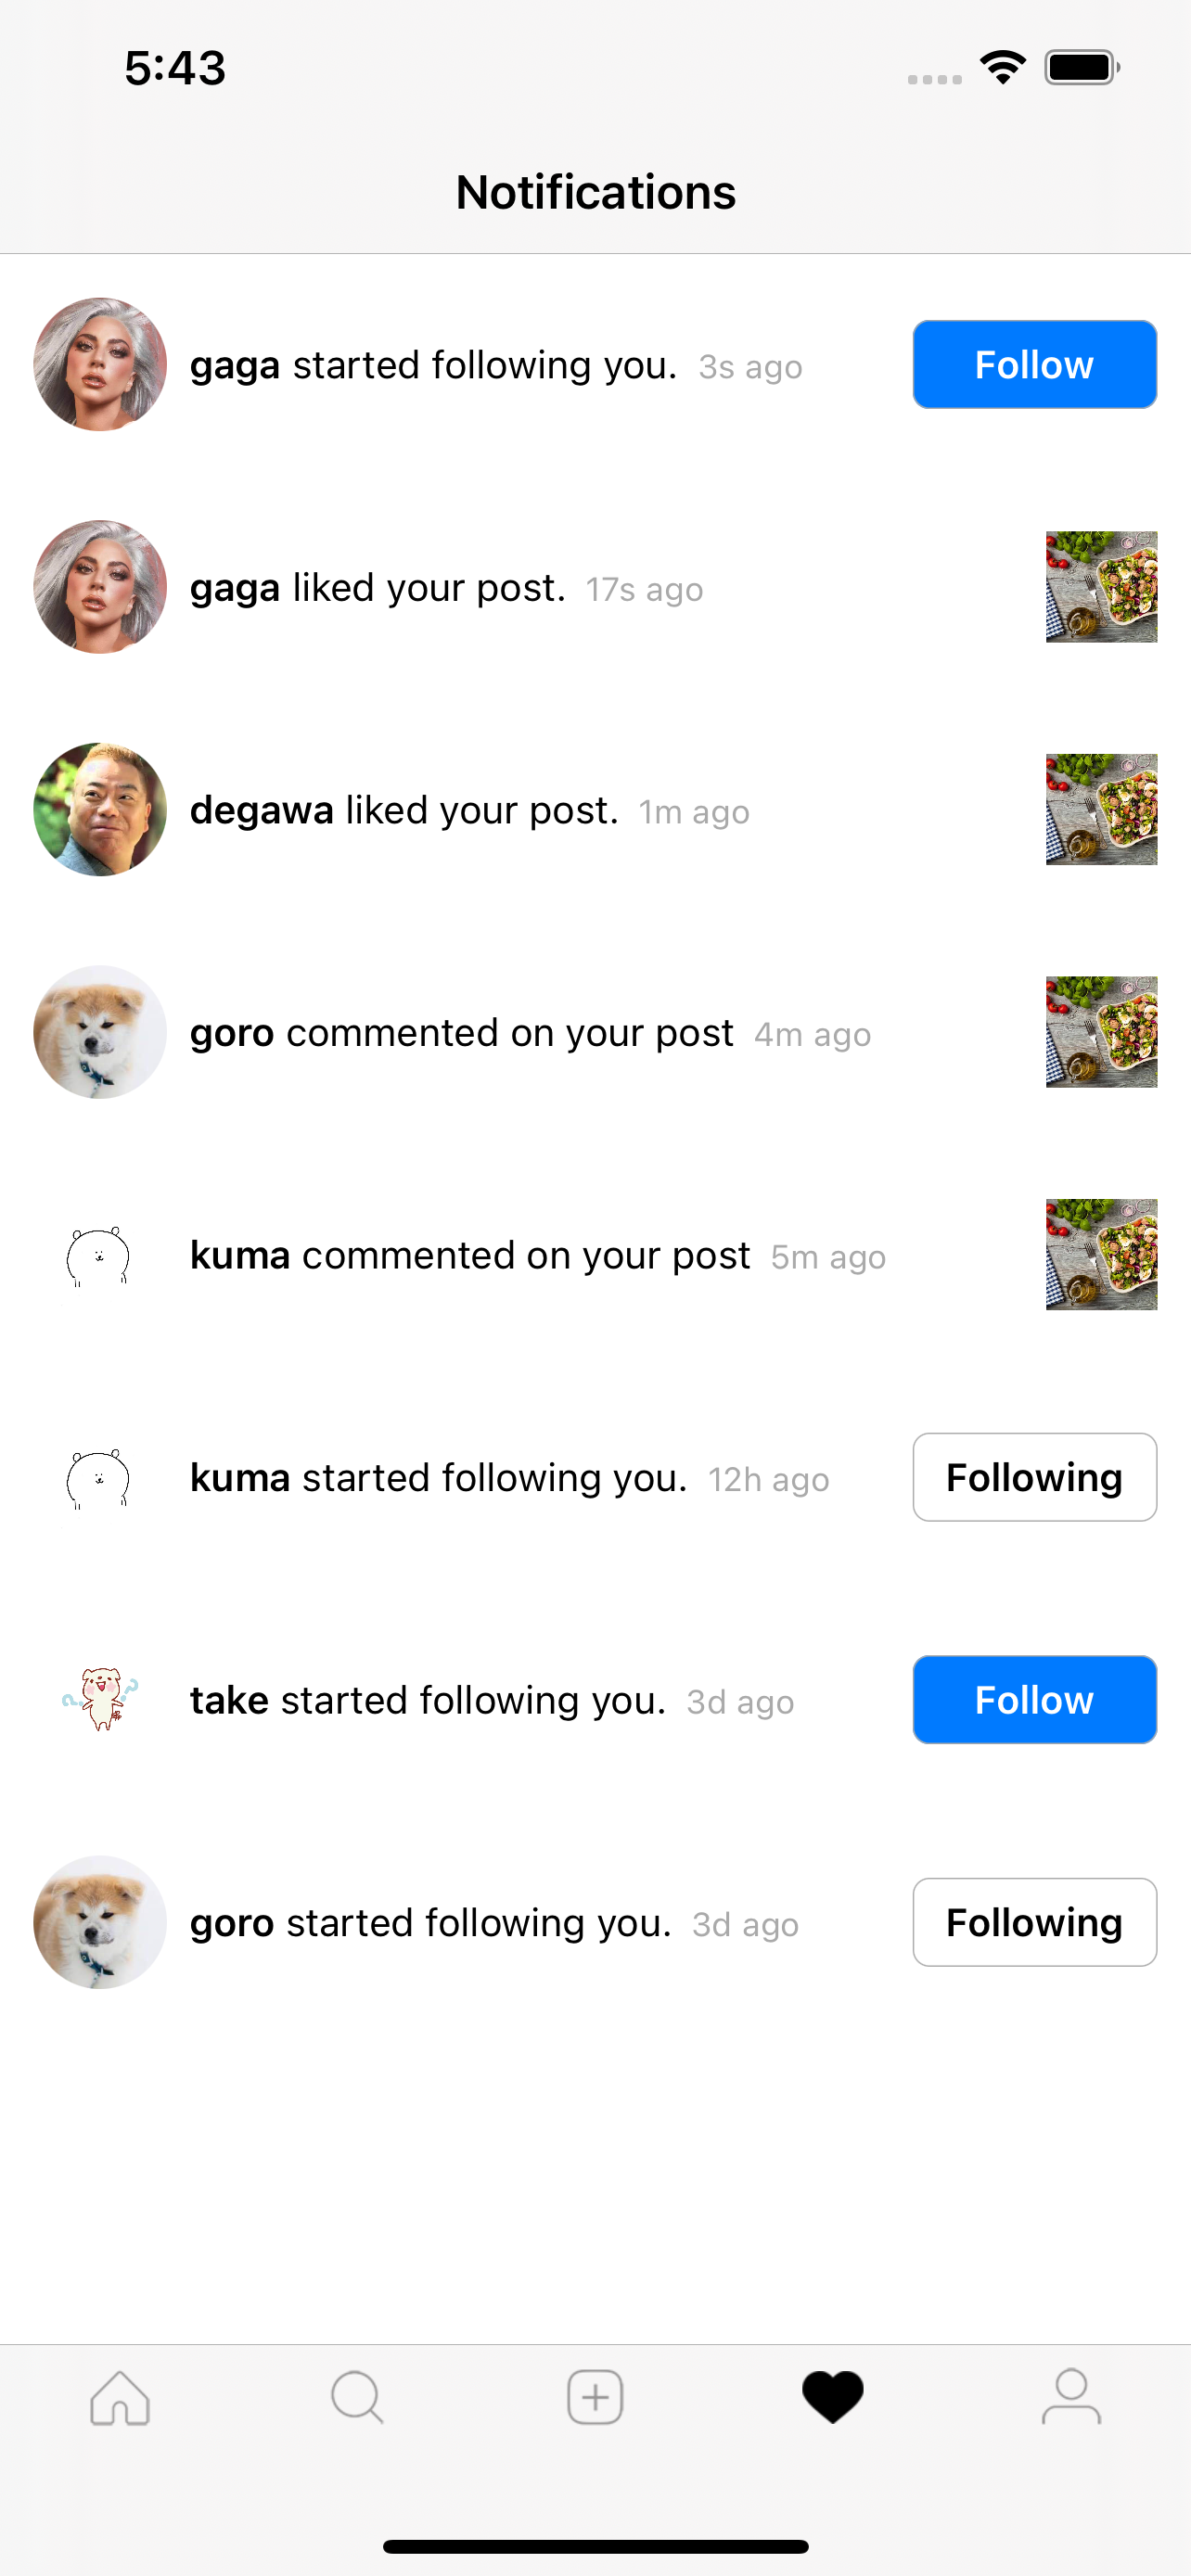 5:43
Notifications
gaga started following you. 3s ago Follow
gaga liked your post. 17s ago
degawa liked your post. 1m ago
goro commented on your post 4m ago
kuma commented on your post 5m ago
kuma started following you. 12h ago Following
take started following you. 3d ago Follow
goro started following you. 3d ago Following